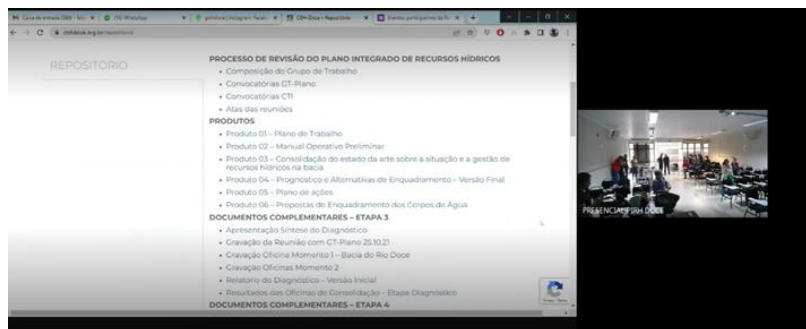 REPOSITÓRIO
PROCESSO DE REVISÃO DO PLANO INTEGRADO DE RECURSOS HÍDRICOS
• Composição do Grupo de Trabalho
• Convocatórias GT-Plano
• Convocatórias CTI
• Atas das reuniões
PRODUTOS
• Produto 01 – Plano de Trabalho
• Produto 02 – Manual Operativo Preliminar
• Produto 03 – Consolidação do estado da arte sobre a situação e a gestão de
recursos hídricos na bacia
• Produto 04 – Prognóstico e Alternativas de Enquadramento – Versão Final
• Produto 05 – Plano de ações
• Produto 06 – Propostas de Enquadramento dos Corpos de Água
DOCUMENTOS COMPLEMENTARES – ETAPA 3
• Apresentação Síntese do Diagnóstico
• Gravação da Reunião com GT-Plano 25.10.21
• Gravação Oficina Momento 1 – Bacia do Rio Doce
• Gravação Oficinas Momento 2
• Relatório do Diagnóstico – Versão Inicial
• Resultados das Oficinas de Consolidação – Etapa Diagnóstico
DOCUMENTOS COMPLEMENTARES – ETAPA 4
PRESENCIAL PIRH DOCE